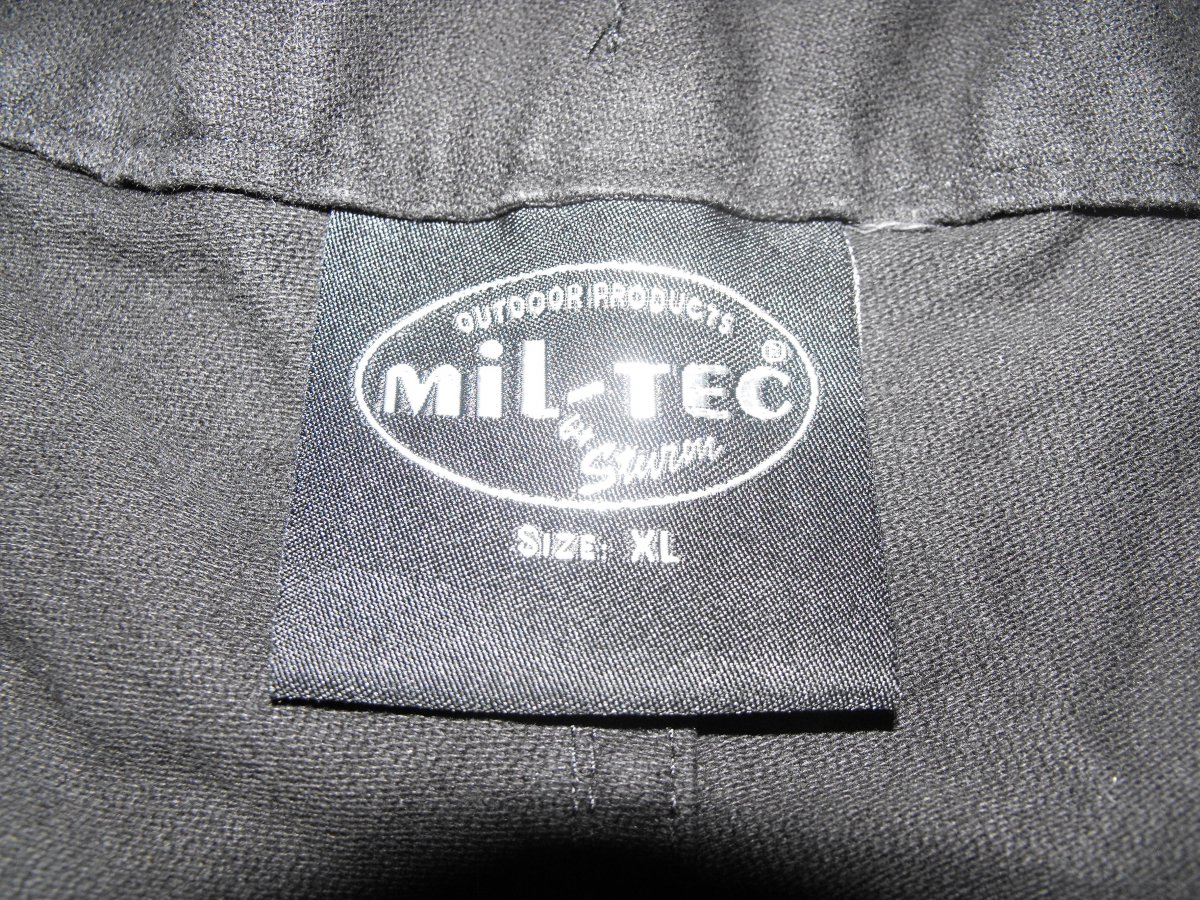 OUTDOOR PRODUCTS
MiL-TEC®
by Sturm
SIZE: XL